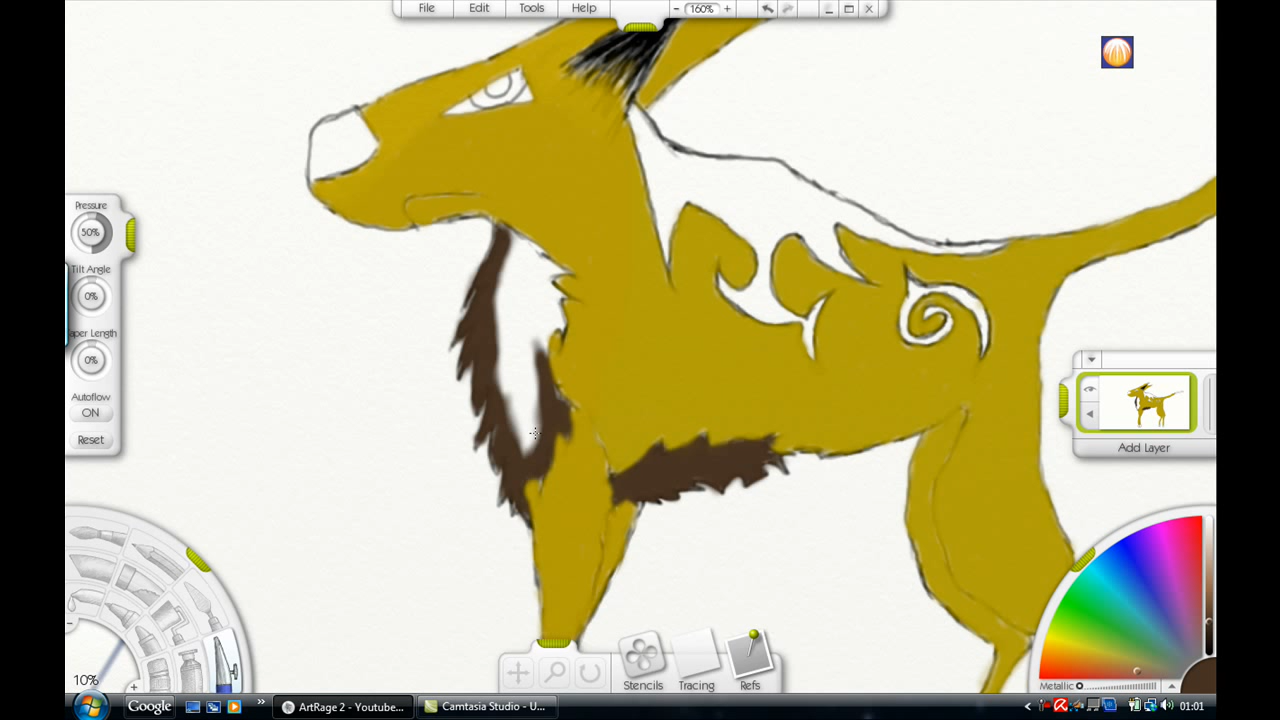 File Edit Tools Help − 160% +
Pressure
50%
Tilt Angle
0%
aper Length
0%
Autoflow
ON
Reset
Add Layer
10%
Stencils Tracing Refs
Metallic
Google » ArtRage 2 - Youtube... Camtasia Studio - U... < 01:01